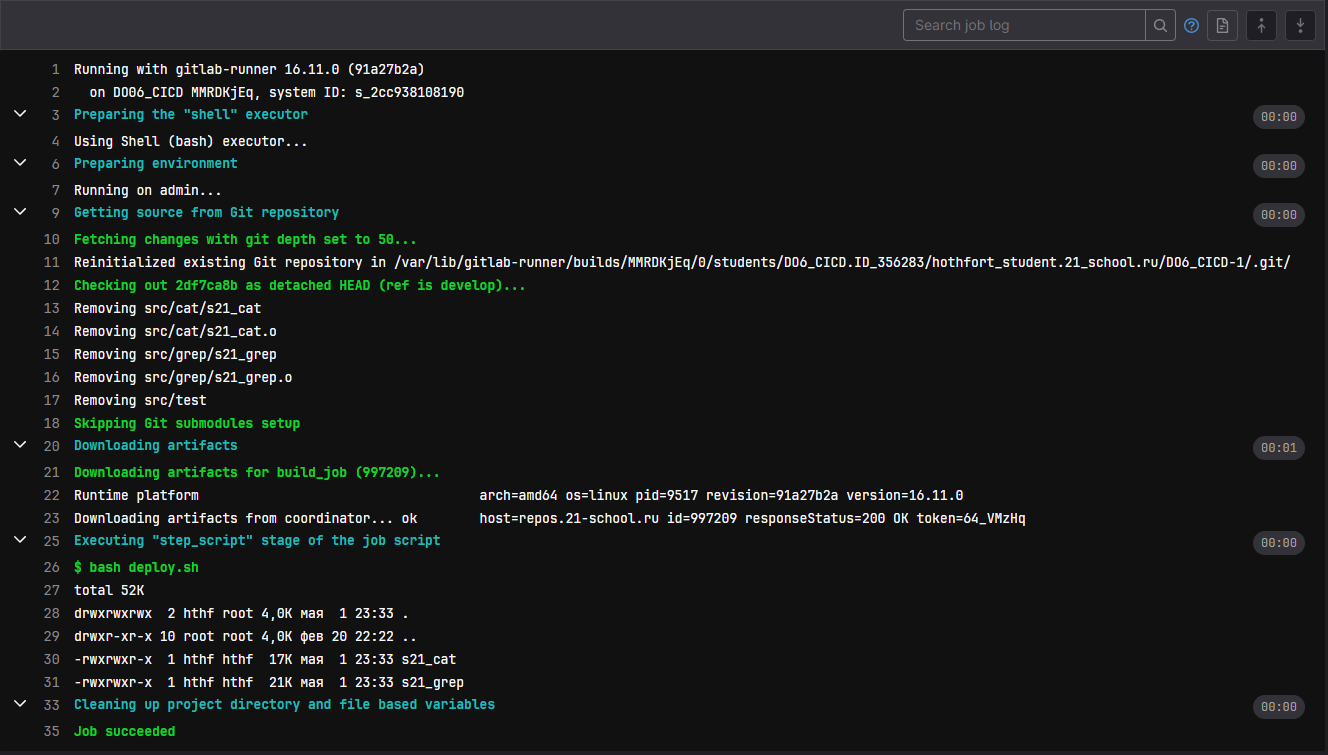 Search job log
1 Running with gitlab-runner 16.11.0 (91a27b2a)
2 on DO06_CICD MMRDKjEq, system ID: s_2cc938108190
3 Preparing the "shell" executor 00:00
4 Using Shell (bash) executor...
6 Preparing environment 00:00
7 Running on admin...
9 Getting source from Git repository 00:00
10 Fetching changes with git depth set to 50...
11 Reinitialized existing Git repository in /var/lib/gitlab-runner/builds/MMRDKjEq/0/students/DO6_CICD.ID_356283/hothfort_student.21_school.ru/DO6_CICD-1/.git/
12 Checking out 2df7ca8b as detached HEAD (ref is develop)...
13 Removing src/cat/s21_cat
14 Removing src/cat/s21_cat.o
15 Removing src/grep/s21_grep
16 Removing src/grep/s21_grep.o
17 Removing src/test
18 Skipping Git submodules setup
20 Downloading artifacts 00:01
21 Downloading artifacts for build_job (997209)...
22 Runtime platform arch=amd64 os=linux pid=9517 revision=91a27b2a version=16.11.0
23 Downloading artifacts from coordinator... ok host=repos.21-school.ru id=997209 responseStatus=200 OK token=64_VMzHq
25 Executing "step_script" stage of the job script 00:00
26 $ bash deploy.sh
27 total 52K
28 drwxrwxrwx 2 hthf root 4,0K мая 1 23:33 .
29 drwxr-xr-x 10 root root 4,0K фев 20 22:22 ..
30 -rwxrwxr-x 1 hthf hthf 17K мая 1 23:33 s21_cat
31 -rwxrwxr-x 1 hthf hthf 21K мая 1 23:33 s21_grep
33 Cleaning up project directory and file based variables 00:00
35 Job succeeded